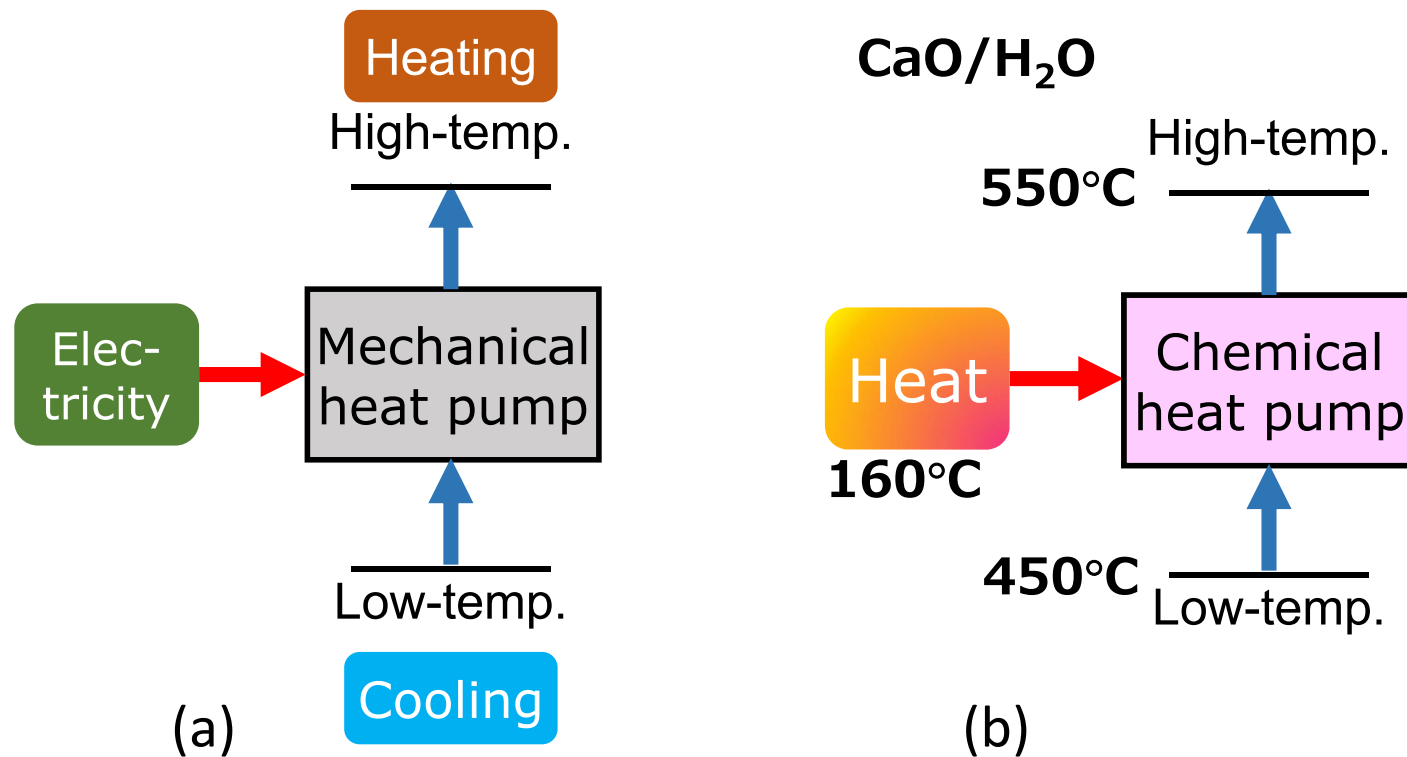 Heating
High-temp.
Elec-
tricity
Mechanical
heat pump
Low-temp.
Cooling
(a)
CaO/H₂O
High-temp.
550°C
Heat
160°C
Chemical
heat pump
450°C
Low-temp.
(b)